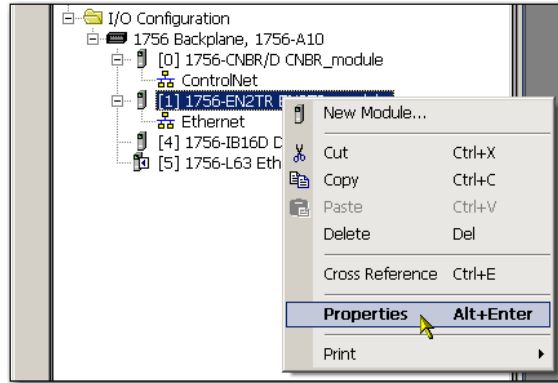 I/O Configuration
1756 Backplane, 1756-A10
[0] 1756-CNBR/D CNBR_module
ControlNet
[1] 1756-EN2TR
Ethernet
[4] 1756-IB16D D
[5] 1756-L63 Eth
New Module...
Cut Ctrl+X
Copy Ctrl+C
Paste Ctrl+V
Delete Del
Cross Reference Ctrl+E
Properties Alt+Enter
Print